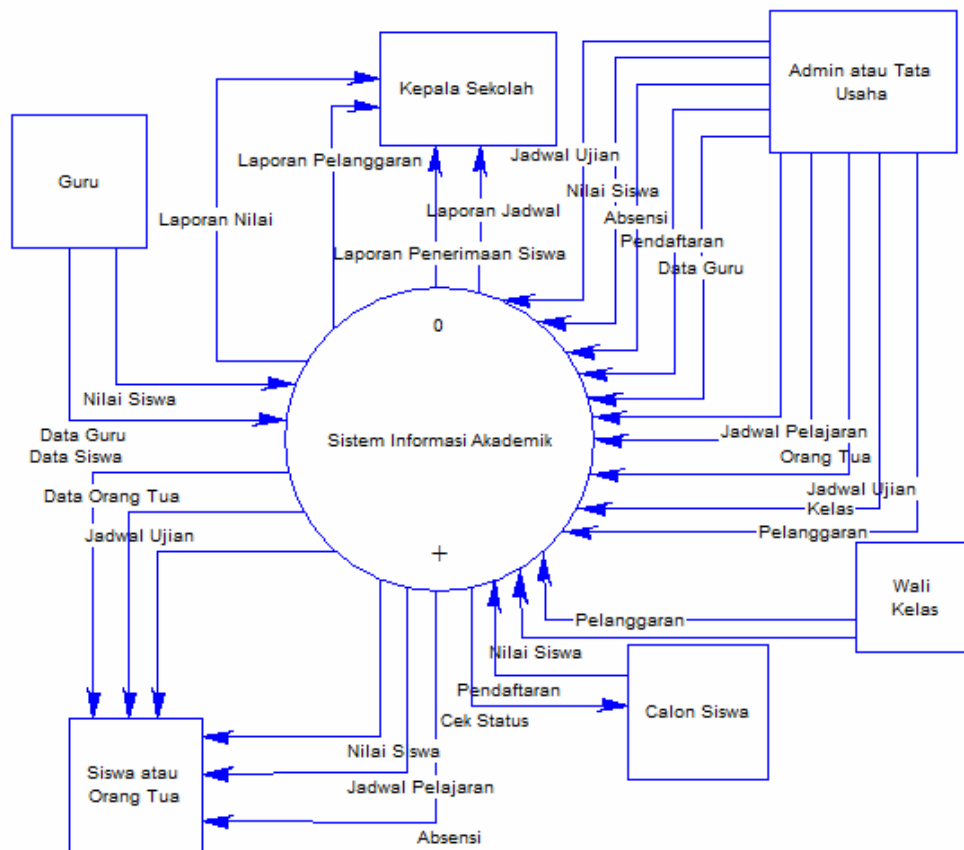 Kepala Sekolah
Admin atau Tata
Usaha
Guru
Laporan Pelanggaran
Jadwal Ujian
Nilai Siswa
Laporan Nilai
Laporan Jadwal
Absensi
Pendaftaran
Laporan Penerimaan Siswa
Data Guru
0
Nilai Siswa
Data Guru
Sistem Informasi Akademik
Jadwal Pelajaran
Data Siswa
Orang Tua
Data Orang Tua
Jadwal Ujian
Kelas
Jadwal Ujian
Pelanggaran
+
Wali
Kelas
Pelanggaran
Nilai Siswa
Pendaftaran
Calon Siswa
Cek Status
Nilai Siswa
Siswa atau
Orang Tua
Jadwal Pelajaran
Absensi